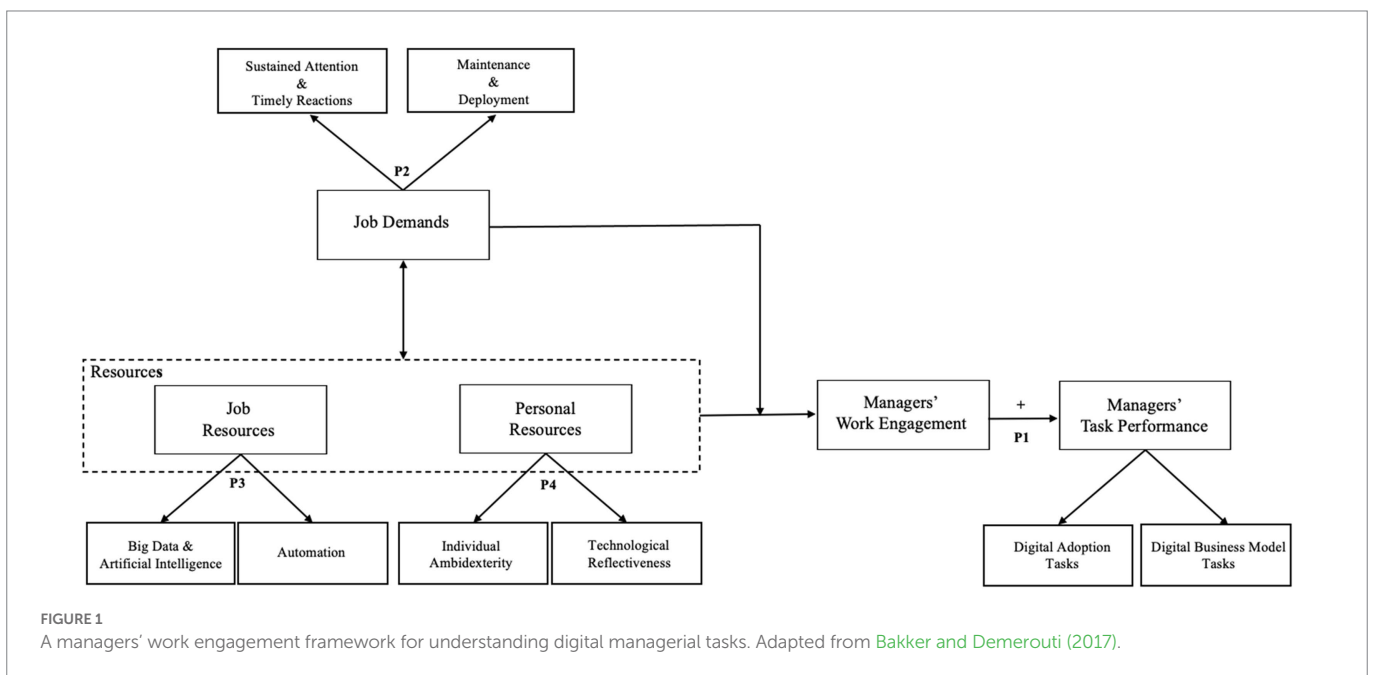 Sustained Attention
&
Timely Reactions
Maintenance
&
Deployment
P2
Job Demands
Resources
Job
Resources
Personal
Resources
Managers’
Work Engagement
+
P1
Managers’
Task Performance
P3
P4
Big Data &
Artificial Intelligence
Automation
Individual
Ambidexterity
Technological
Reflectiveness
Digital Adoption
Tasks
Digital Business Model
Tasks
FIGURE 1
A managers’ work engagement framework for understanding digital managerial tasks. Adapted from Bakker and Demerouti (2017).